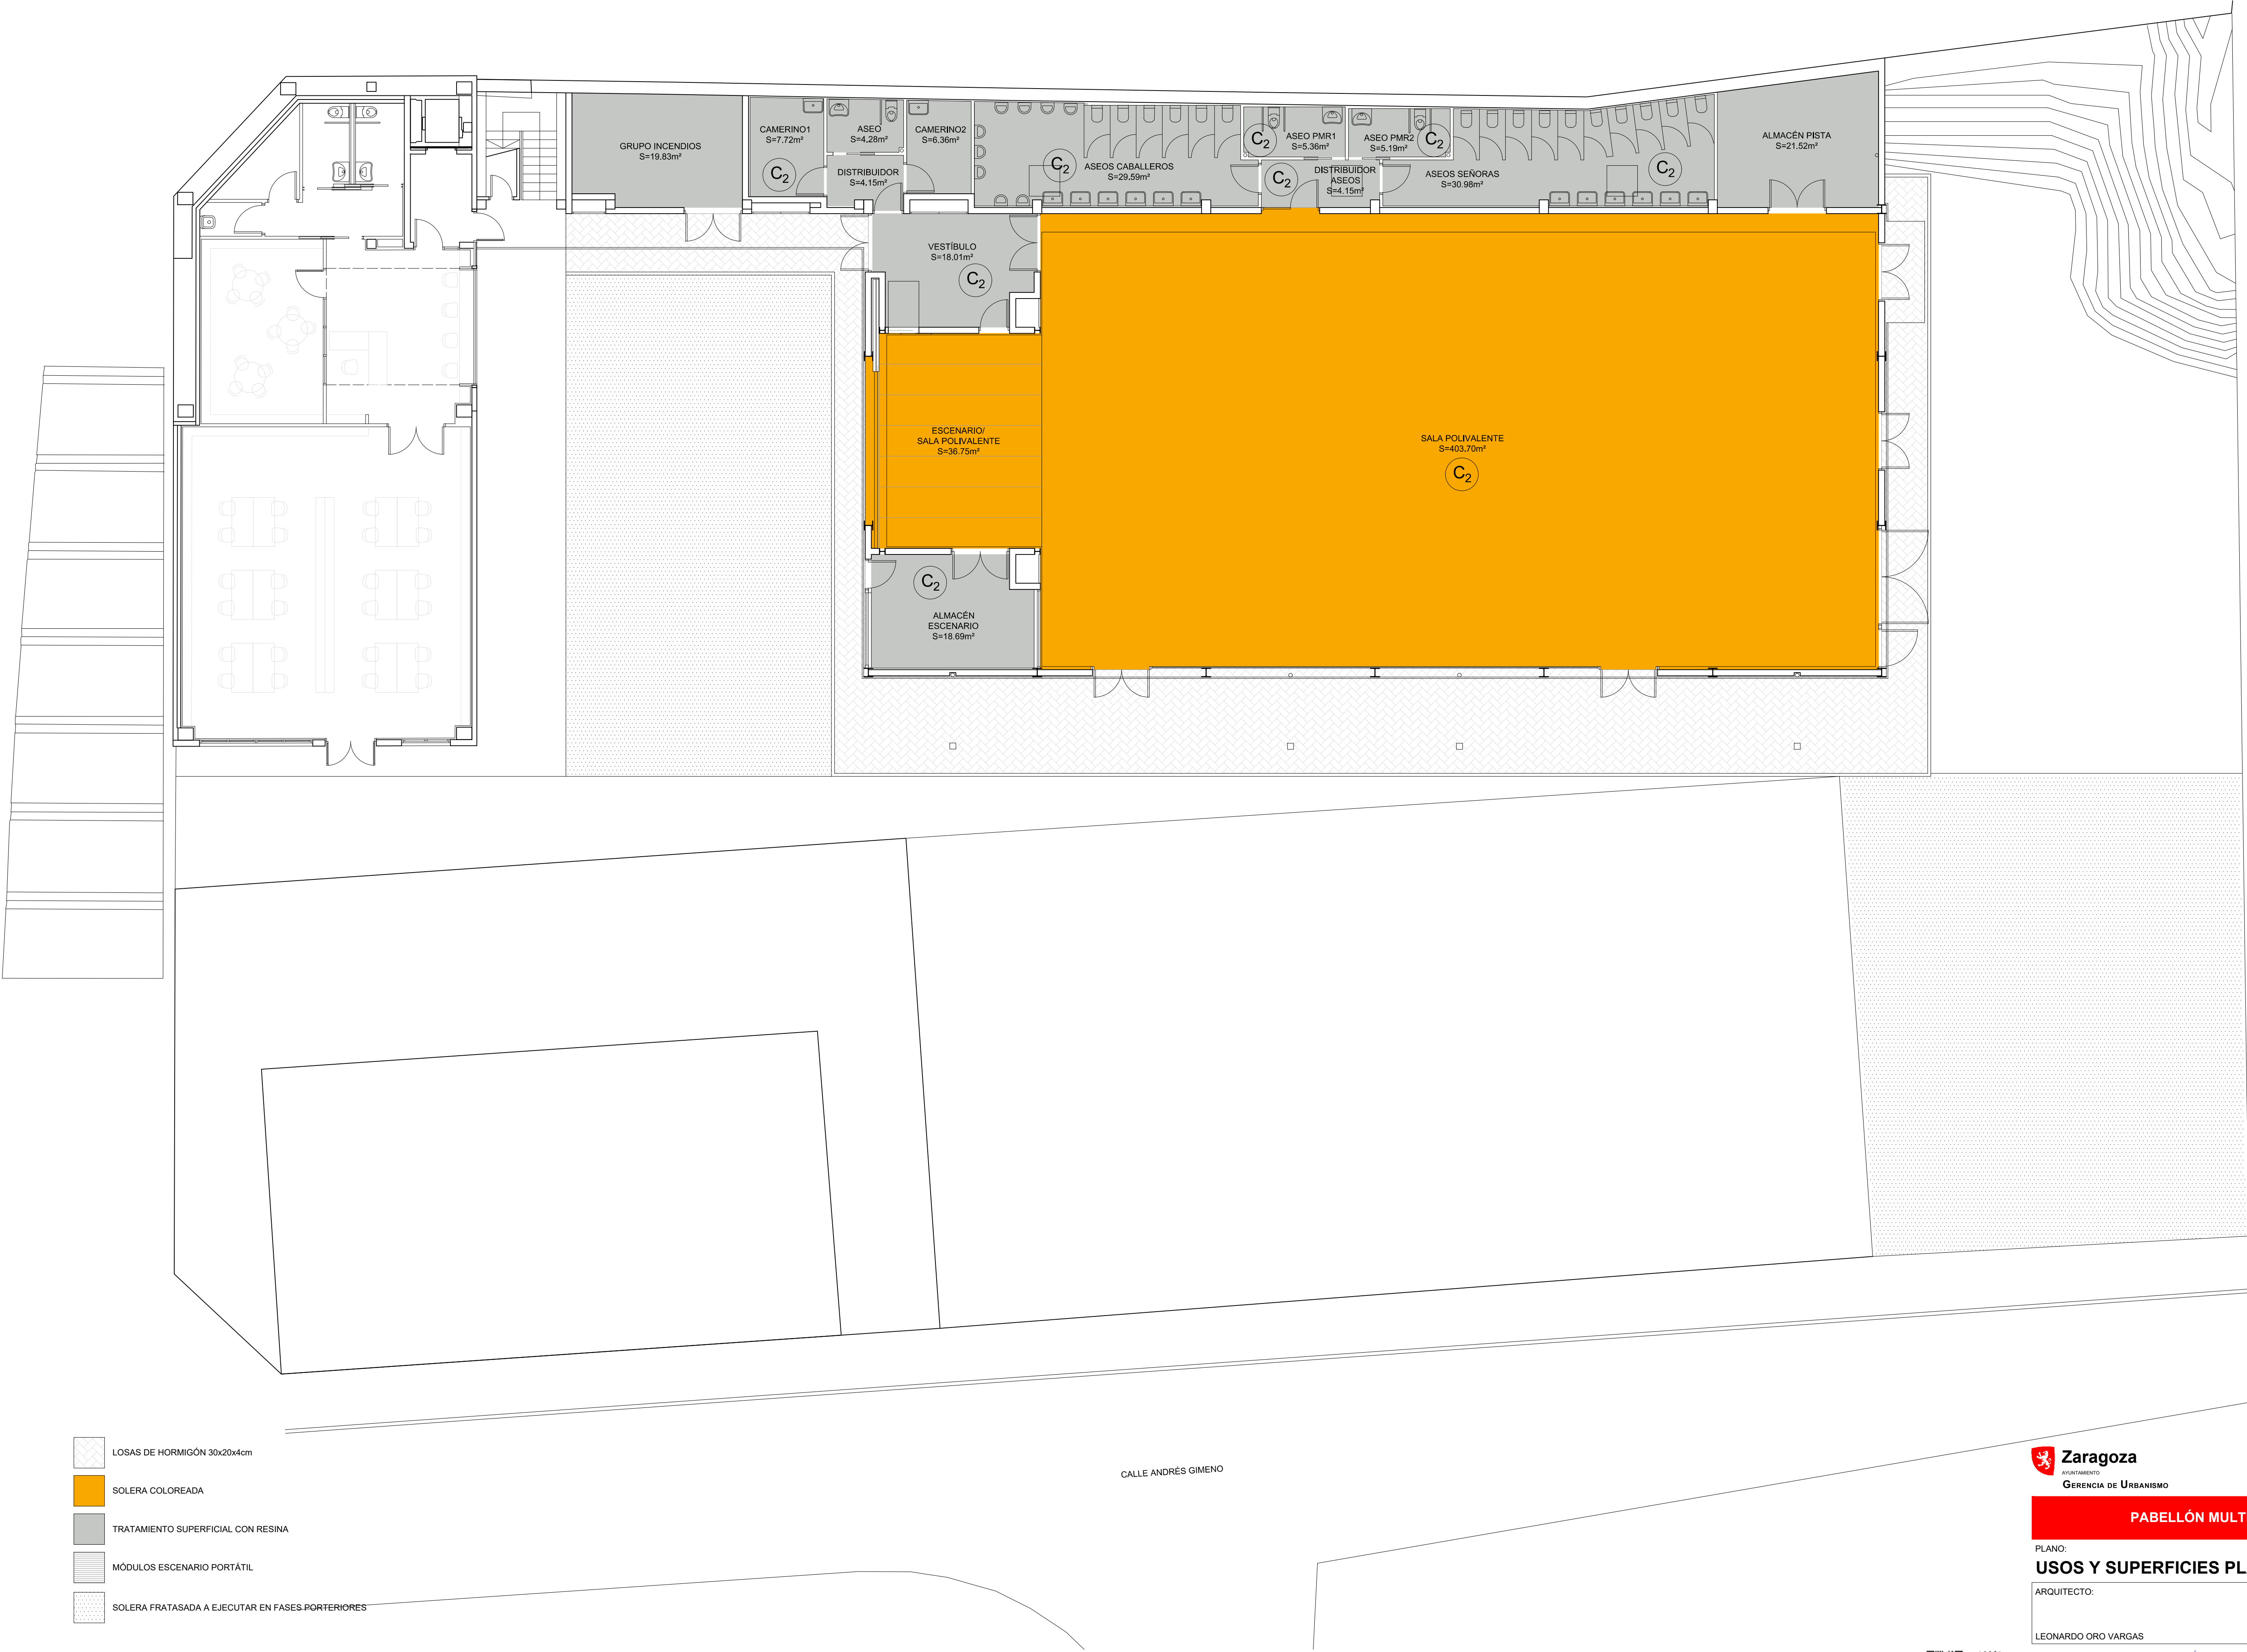 GRUPO INCENDIOS
S=19.83m²
CAMERINO1
S=7.72m²
C2
ASEO
S=4,28m²
DISTRIBUIDOR
S=4,15m²
CAMERINO2
S=6.36m²
C2
ASEOS CABALLEROS
S=29.59m²
C2
ASEO PMR1
S=5.36m²
C2
DISTRIBUIDOR
ASEOS
S=4.15m²
ASEO PMR2
S=5.19m²
C2
ASEOS SEÑORAS
S=30.98m²
C2
ALMACÉN PISTA
S=21.52m²
VESTÍBULO
S=18.01m²
C2
ESCENARIO/
SALA POLIVALENTE
S=36.75m²
SALA POLIVALENTE
S=403,70m²
C2
C2
ALMACÉN
ESCENARIO
S=18.69m²
LOSAS DE HORMIGÓN 30x20x4cm
SOLERA COLOREADA
TRATAMIENTO SUPERFICIAL CON RESINA
MÓDULOS ESCENARIO PORTÁTIL
SOLERA FRATASADA A EJECUTAR EN FASES PORTERIORES
CALLE ANDRÉS GIMENO
Zaragoza
AYUNTAMIENTO
GERENCIA DE URBANISMO
PABELLÓN MULT
PLANO:
USOS Y SUPERFICIES PL
ARQUITECTO:
LEONARDO ORO VARGAS